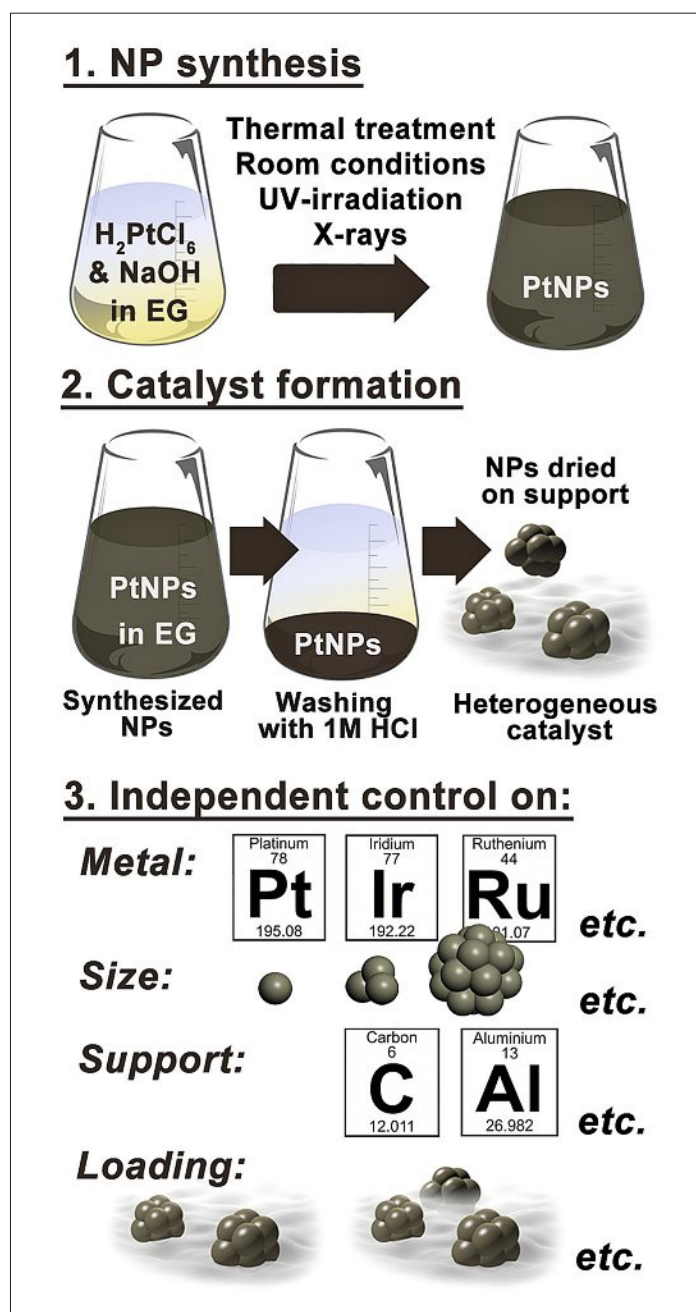 1. NP synthesis
H₂PtCl₆
& NaOH
in EG
Thermal treatment
Room conditions
UV-irradiation
X-rays
PtNPs
2. Catalyst formation
PtNPs
in EG
Synthesized
NPs
PtNPs
Washing
with 1M HCl
NPs dried
on support
Heterogeneous
catalyst
3. Independent control on:
Metal:
Platinum
78
Pt
195.08
Iridium
77
Ir
192.22
Ruthenium
44
Ru
etc.
Size:
etc.
Support:
Carbon
6
C
12.011
Aluminium
13
Al
26.982
etc.
Loading:
etc.